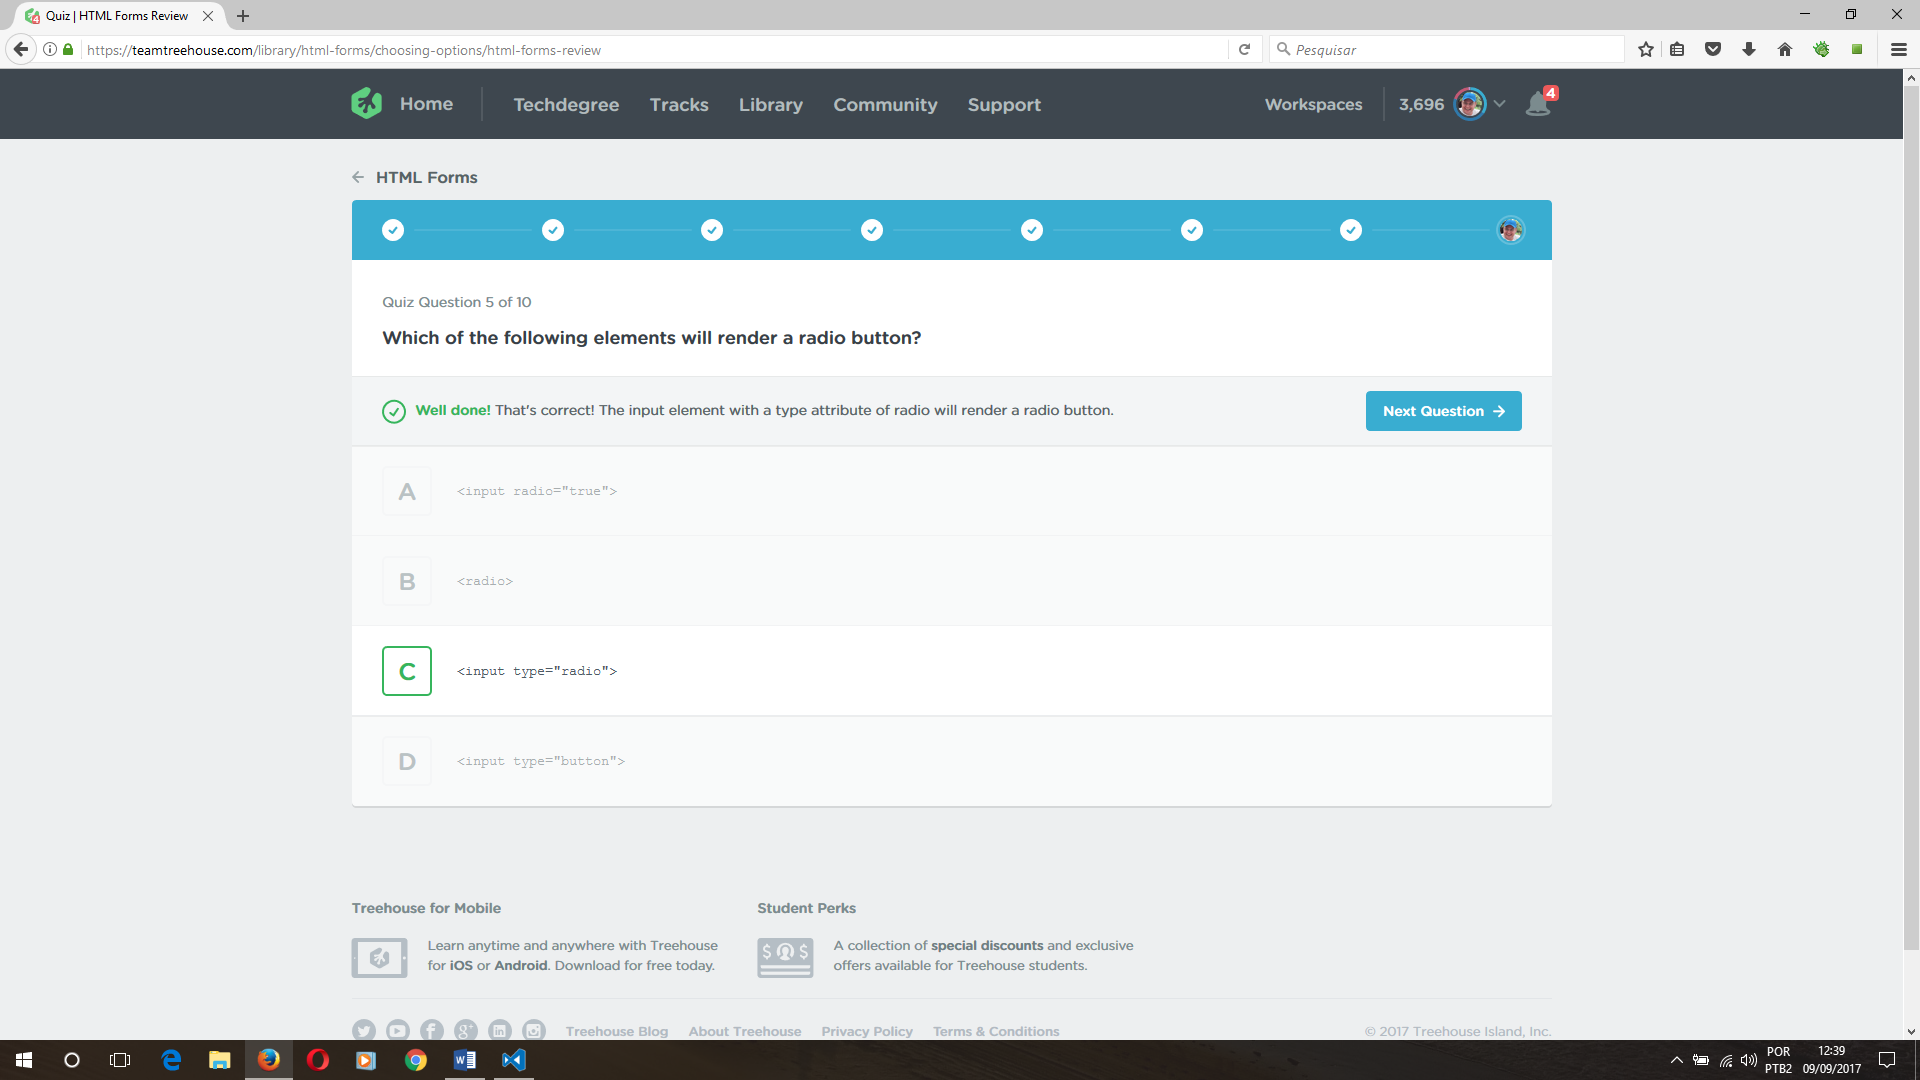 Quiz | HTML Forms Review
https://teamtreehouse.com/library/html-forms/choosing-options/html-forms-review
Pesquisar
Home
Techdegree
Tracks
Library
Community
Support
Workspaces
3,696
4
HTML Forms
Quiz Question 5 of 10
Which of the following elements will render a radio button?
Well done! That's correct! The input element with a type attribute of radio will render a radio button.
Next Question
A
<input radio="true">
B
<radio>
C
<input type="radio">
D
<input type="button">
Treehouse for Mobile
Learn anytime and anywhere with Treehouse
for iOS or Android. Download for free today.
Student Perks
A collection of special discounts and exclusive
offers available for Treehouse students.
Treehouse Blog
About Treehouse
Privacy Policy
Terms & Conditions
© 2017 Treehouse Island, Inc.
POR
PTB2
12:39
09/09/2017